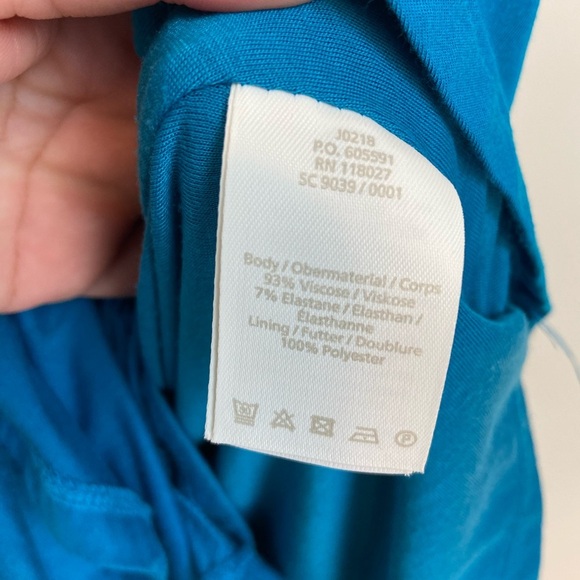 J0218
P.O. 605591
RN 118027
SC 9039 / 0001
Body / Obermaterial / Corps
93% Viscose / Viskose
7% Elastane / Elasthan /
Élasthanne
Lining / Futter / Doublure
100% Polyester
P